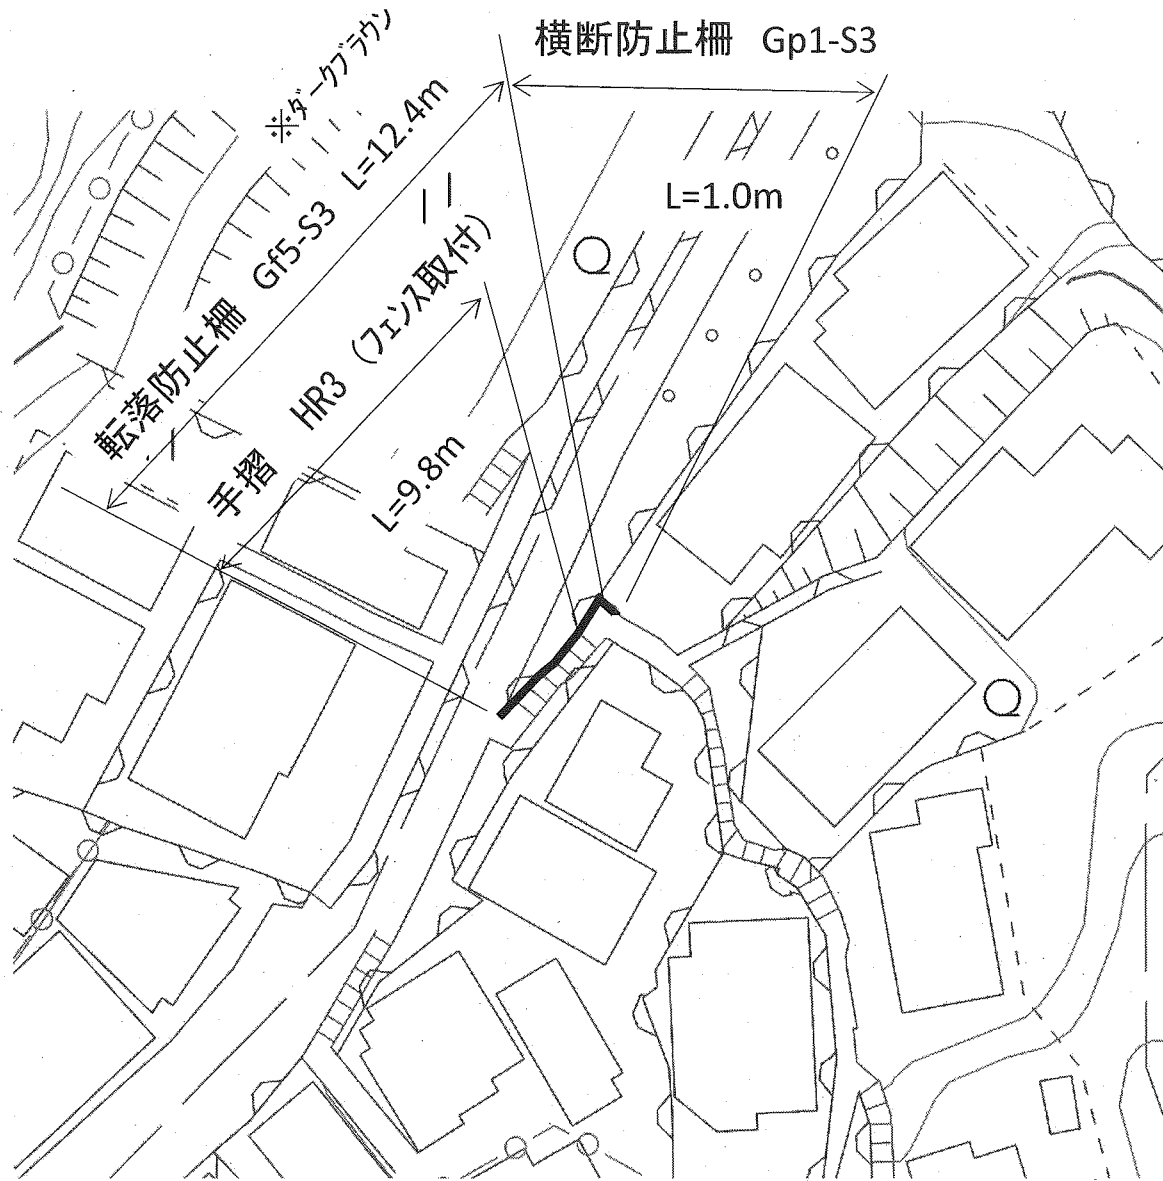 横断防止柵 Gp1-S3
L=1.0m
※ダークブラウン
転落防止柵 Gf5-S3 L=12.4m
手摺 HR3 (フェンス取付)
L=9.8m